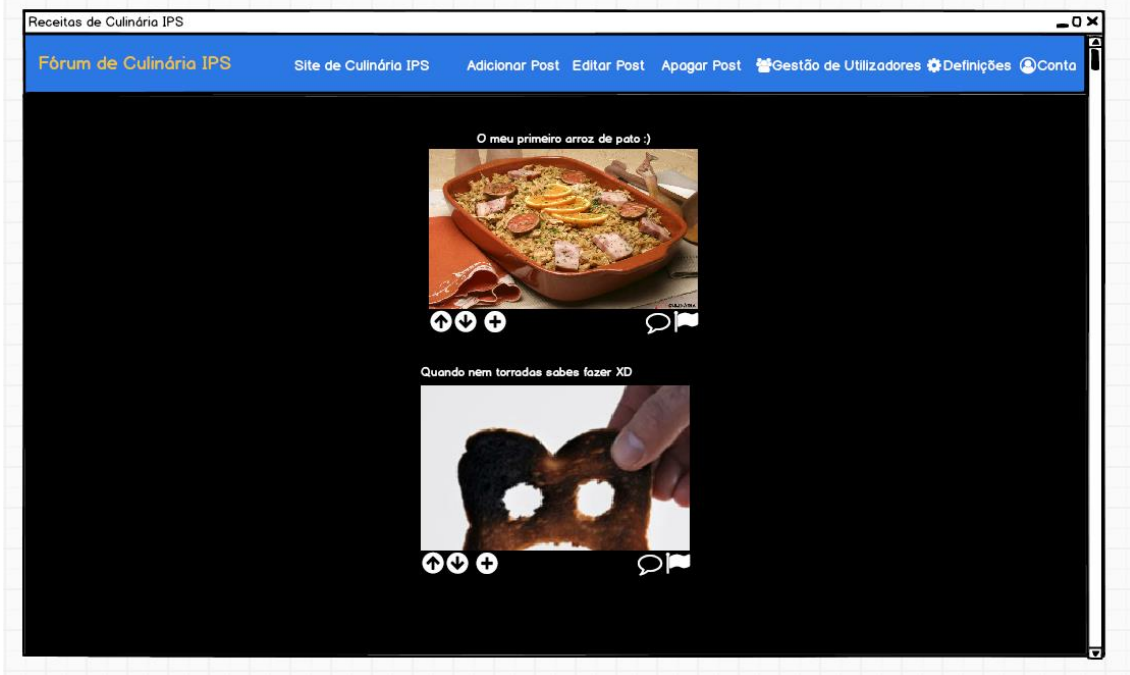 Receitas de Culinária IPS
Fórum de Culinária IPS Site de Culinária IPS Adicionar Post Editar Post Apagar Post Gestão de Utilizadores Definições Conta
O meu primeiro arroz de pato :)
Quando nem torradas sabes fazer XD